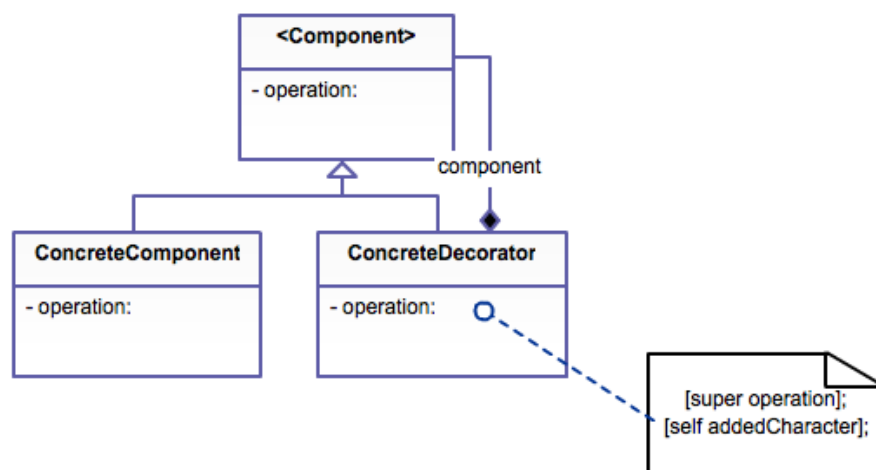 <Component>
- operation:
component
ConcreteComponent
- operation:
ConcreteDecorator
- operation:
[super operation];
[self addedCharacter];